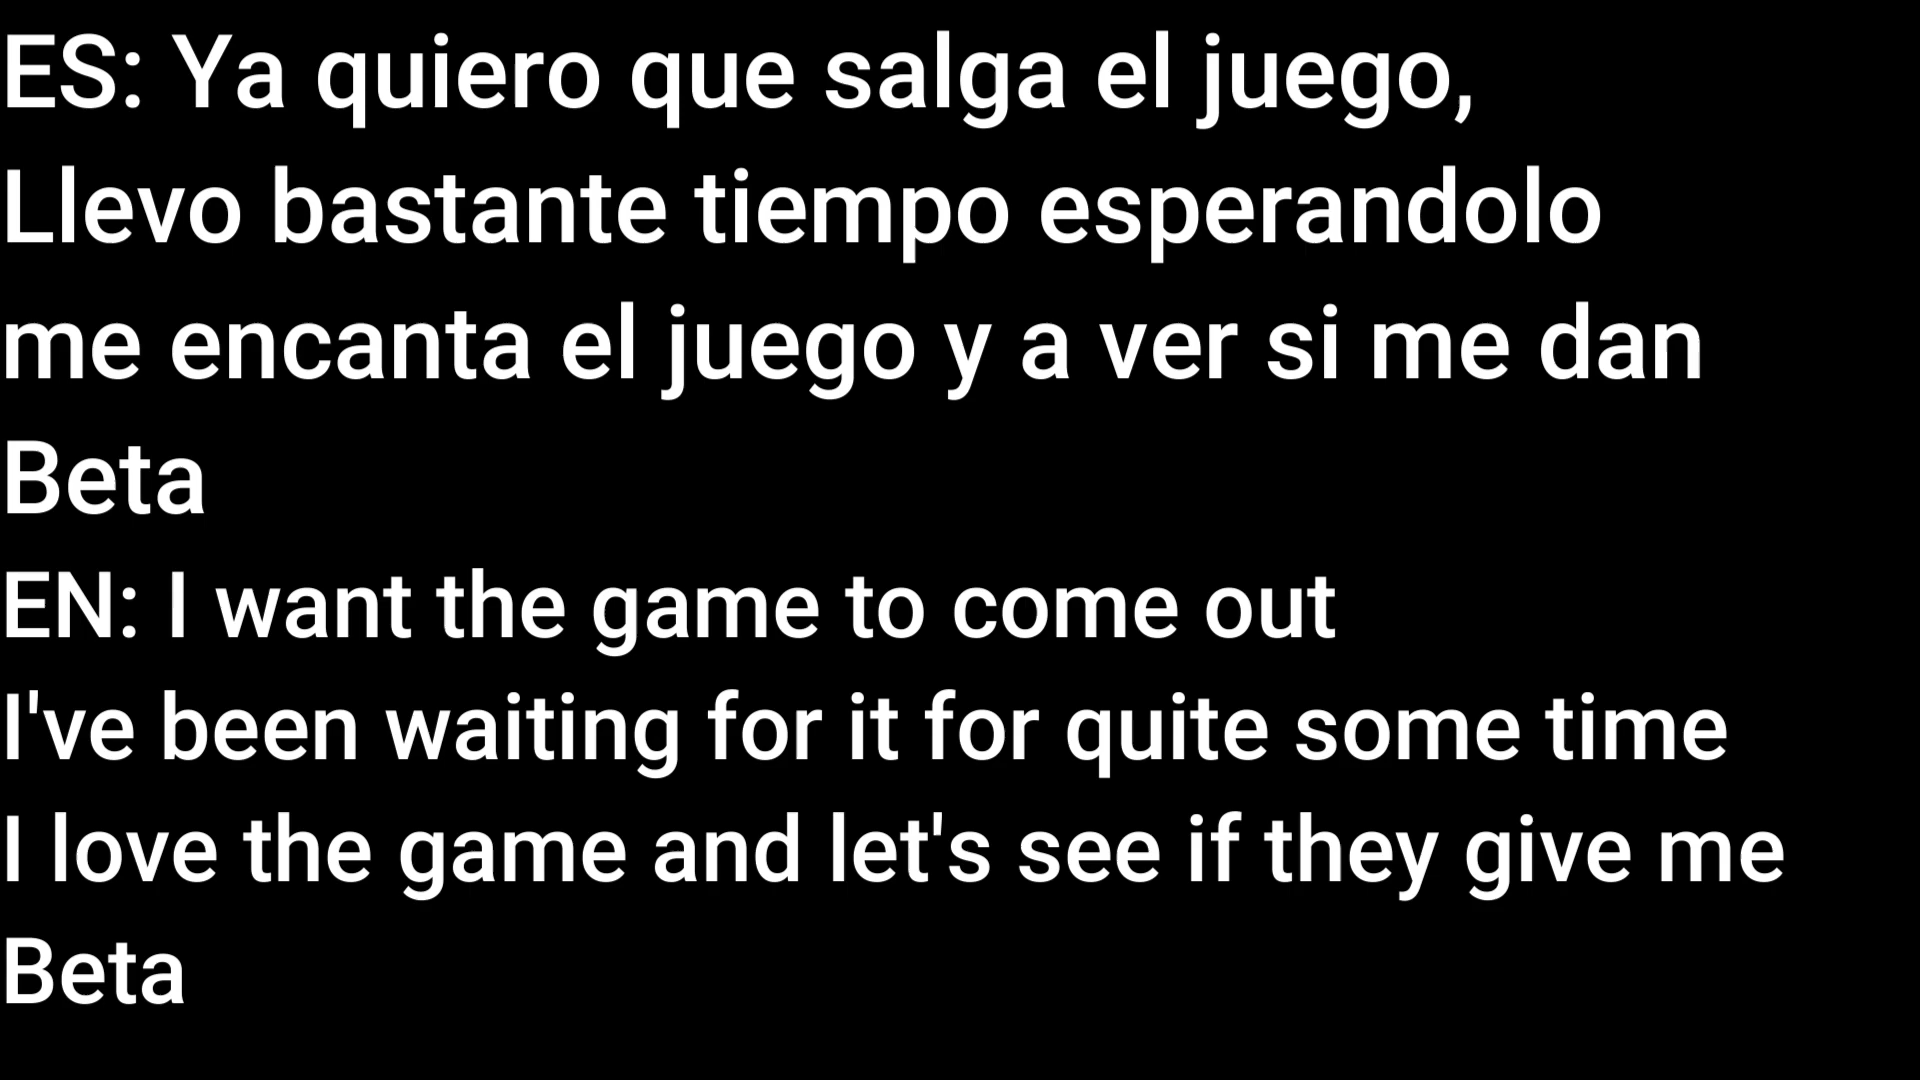 ES: Ya quiero que salga el juego,
Llevo bastante tiempo esperandolo
me encanta el juego y a ver si me dan
Beta
EN: I want the game to come out
I've been waiting for it for quite some time
I love the game and let's see if they give me
Beta